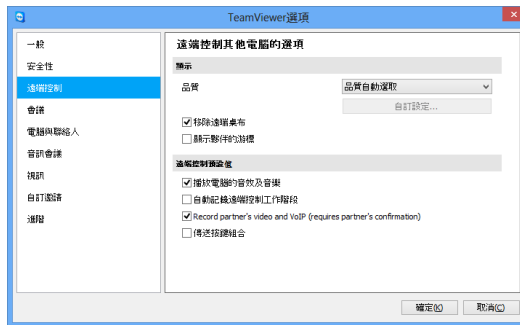 TeamViewer選項
一般
安全性
遠端控制
會議
電腦與聯絡人
音訊會議
視訊
自訂邀請
進階
遠端控制其他電腦的選項
顯示
品質
品質自動選取
自訂設定...
移除遠端桌布
顯示夥伴的游標
遠端控制預設值
播放電腦的音效及音樂
自動記錄遠端控制工作階段
Record partner's video and VoIP (requires partner's confirmation)
傳送按鍵組合
確定(O)
取消(C)